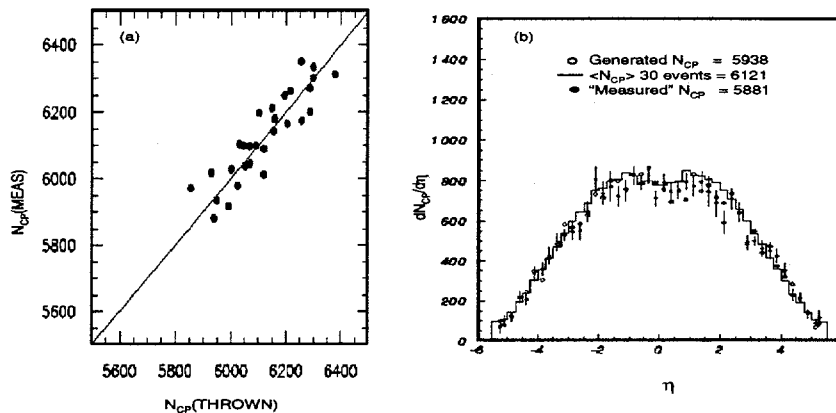 (a)
N_CP(MEAS)
6400
6200
6000
5800
5600
5600 5800 6000 6200 6400
N_CP(THROWN)
(b)
Generated N_CP = 5938
<N_CP> 30 events = 6121
"Measured" N_CP = 5881
dN_CP/dη
1600
1400
1200
1000
800
600
400
200
0
-6 -4 -2 0 2 4 6
η